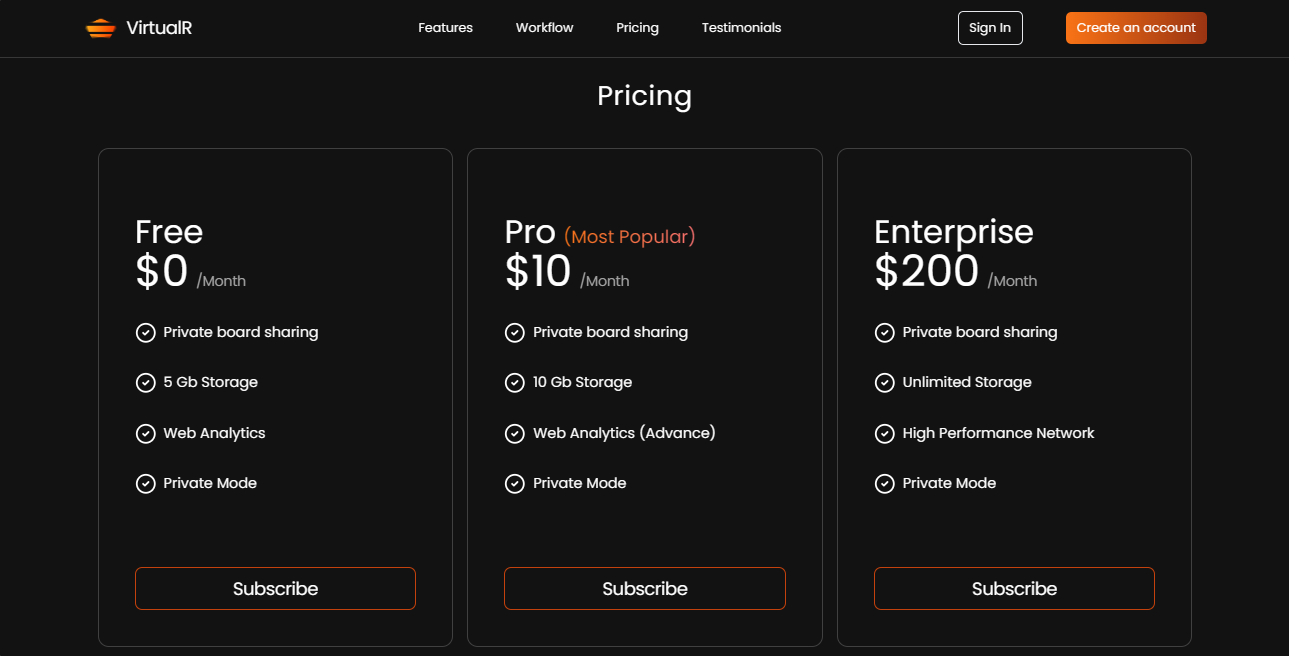 VirtualR
Features
Workflow
Pricing
Testimonials
Sign In
Create an account
Pricing
Free
$0 /Month
Private board sharing
5 Gb Storage
Web Analytics
Private Mode
Subscribe
Pro (Most Popular)
$10 /Month
Private board sharing
10 Gb Storage
Web Analytics (Advance)
Private Mode
Subscribe
Enterprise
$200 /Month
Private board sharing
Unlimited Storage
High Performance Network
Private Mode
Subscribe